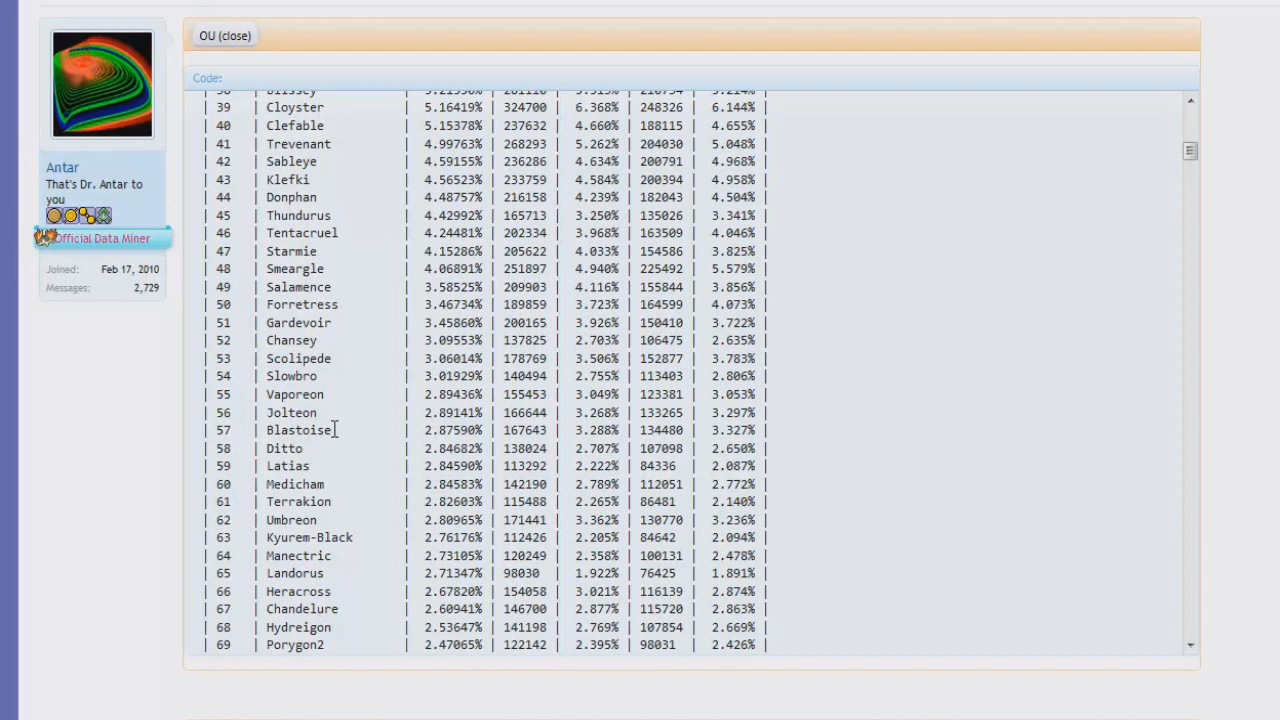 OU (close)
Code:
39 | Cloyster | 5.16419% | 324700 | 6.368% | 248326 | 6.144% |
| 40 | Clefable | 5.15378% | 237632 | 4.660% | 188115 | 4.655% |
| 41 | Trevenant | 4.99763% | 268293 | 5.262% | 204030 | 5.048% |
| 42 | Sableye | 4.59155% | 236286 | 4.634% | 200791 | 4.968% |
| 43 | Klefki | 4.56523% | 233759 | 4.584% | 200394 | 4.958% |
| 44 | Donphan | 4.48757% | 216158 | 4.239% | 182043 | 4.504% |
| 45 | Thundurus | 4.42992% | 165713 | 3.250% | 135026 | 3.341% |
| 46 | Tentacruel | 4.24481% | 202334 | 3.968% | 163509 | 4.046% |
| 47 | Starmie | 4.15286% | 205622 | 4.033% | 154586 | 3.825% |
| 48 | Smeargle | 4.06891% | 251897 | 4.940% | 225492 | 5.579% |
| 49 | Salamence | 3.58525% | 209903 | 4.116% | 155844 | 3.856% |
| 50 | Forretress | 3.46734% | 189859 | 3.723% | 164599 | 4.073% |
| 51 | Gardevoir | 3.45860% | 200165 | 3.926% | 150410 | 3.722% |
| 52 | Chansey | 3.09553% | 137825 | 2.703% | 106475 | 2.635% |
| 53 | Scolipede | 3.06014% | 178769 | 3.506% | 152877 | 3.783% |
| 54 | Slowbro | 3.01929% | 140494 | 2.755% | 113403 | 2.806% |
| 55 | Vaporeon | 2.89436% | 155453 | 3.049% | 123381 | 3.053% |
| 56 | Jolteon | 2.89141% | 166644 | 3.268% | 133265 | 3.297% |
| 57 | Blastoise | 2.87590% | 167643 | 3.288% | 134480 | 3.327% |
| 58 | Ditto | 2.84682% | 138024 | 2.707% | 107098 | 2.650% |
| 59 | Latias | 2.84590% | 113292 | 2.222% | 84336 | 2.087% |
| 60 | Medicham | 2.84583% | 142190 | 2.789% | 112051 | 2.772% |
| 61 | Terrakion | 2.82603% | 115488 | 2.265% | 86481 | 2.140% |
| 62 | Umbreon | 2.80965% | 171441 | 3.362% | 130770 | 3.236% |
| 63 | Kyurem-Black | 2.76176% | 112426 | 2.205% | 84642 | 2.094% |
| 64 | Manectric | 2.73105% | 120249 | 2.358% | 100131 | 2.478% |
| 65 | Landorus | 2.71347% | 98030 | 1.922% | 76425 | 1.891% |
| 66 | Heracross | 2.67820% | 154058 | 3.021% | 116139 | 2.874% |
| 67 | Chandelure | 2.60941% | 146700 | 2.877% | 115720 | 2.863% |
| 68 | Hydreigon | 2.53647% | 141198 | 2.769% | 107854 | 2.669% |
| 69 | Porygon2 | 2.47065% | 122142 | 2.395% | 98031 | 2.426% |
Antar
That's Dr. Antar to
you
Official Data Miner
Joined: Feb 17, 2010
Messages: 2,729